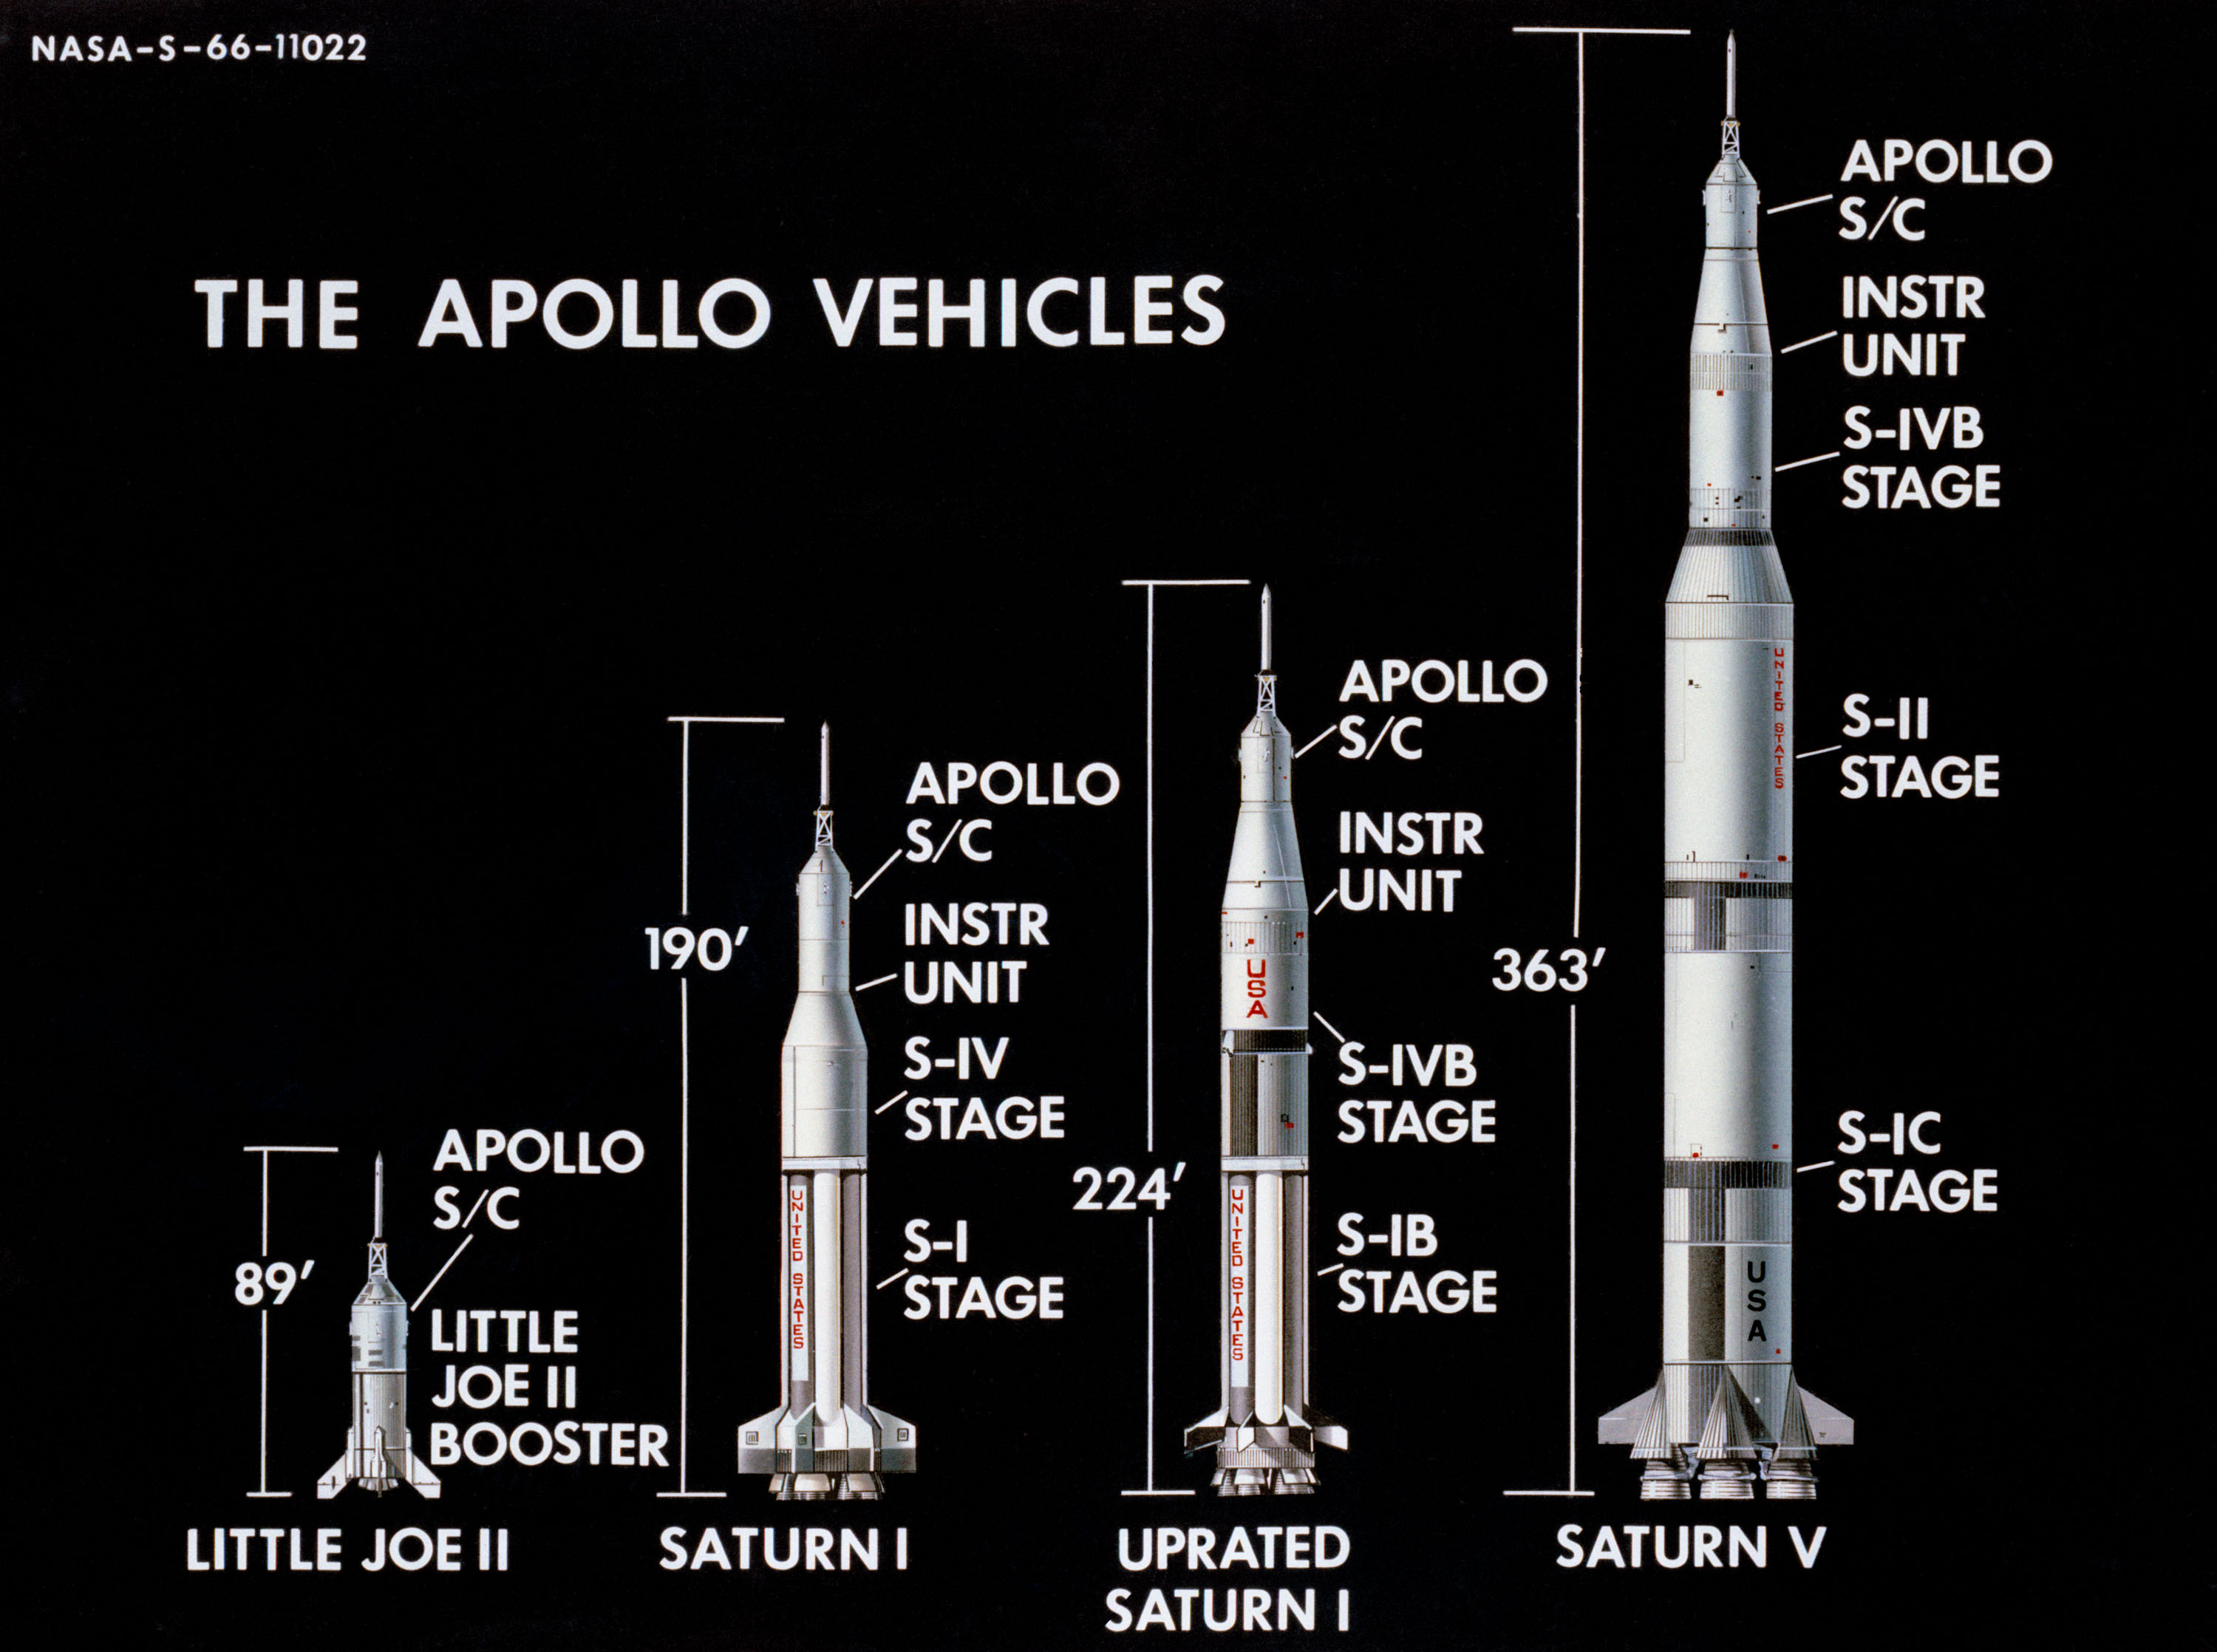 NASA-S-66-11022
THE APOLLO VEHICLES
89'
APOLLO
S/C
LITTLE
JOE II
BOOSTER
LITTLE JOE II
190'
APOLLO
S/C
INSTR
UNIT
S-IV
STAGE
S-I
STAGE
UNITED STATES
SATURN I
224'
APOLLO
S/C
INSTR
UNIT
USA
S-IVB
STAGE
S-IB
STAGE
UNITED STATES
UPRATED
SATURN I
363'
APOLLO
S/C
INSTR
UNIT
S-IVB
STAGE
UNITED STATES
S-II
STAGE
S-IC
STAGE
USA
SATURN V